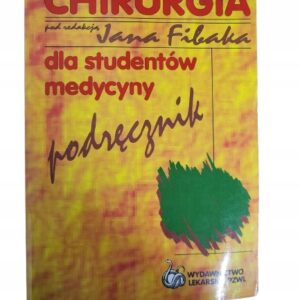 CHIRURGIA
pod redakcją
Jana Fibaka
dla studentów
medycyny
podręcznik
WYDAWNICTWO
LEKARSKIE PZWL